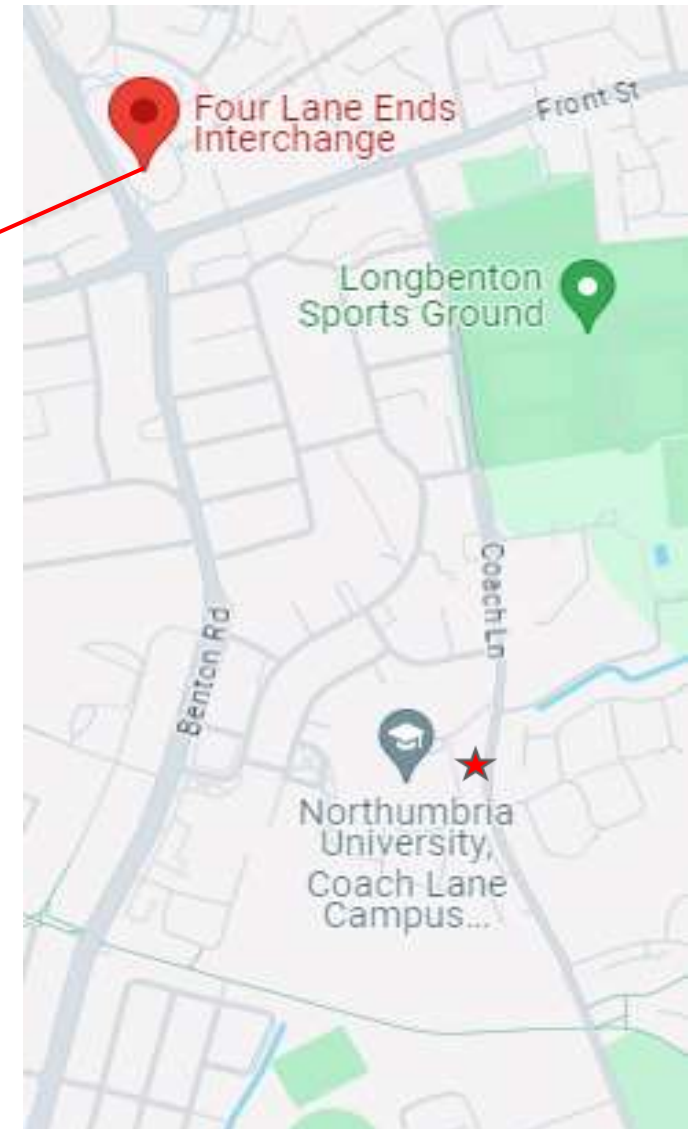 Four Lane Ends
Interchange
Front St
Longbenton
Sports Ground
Coach Ln
Benton Rd
Northumbria
University,
Coach Lane
Campus...